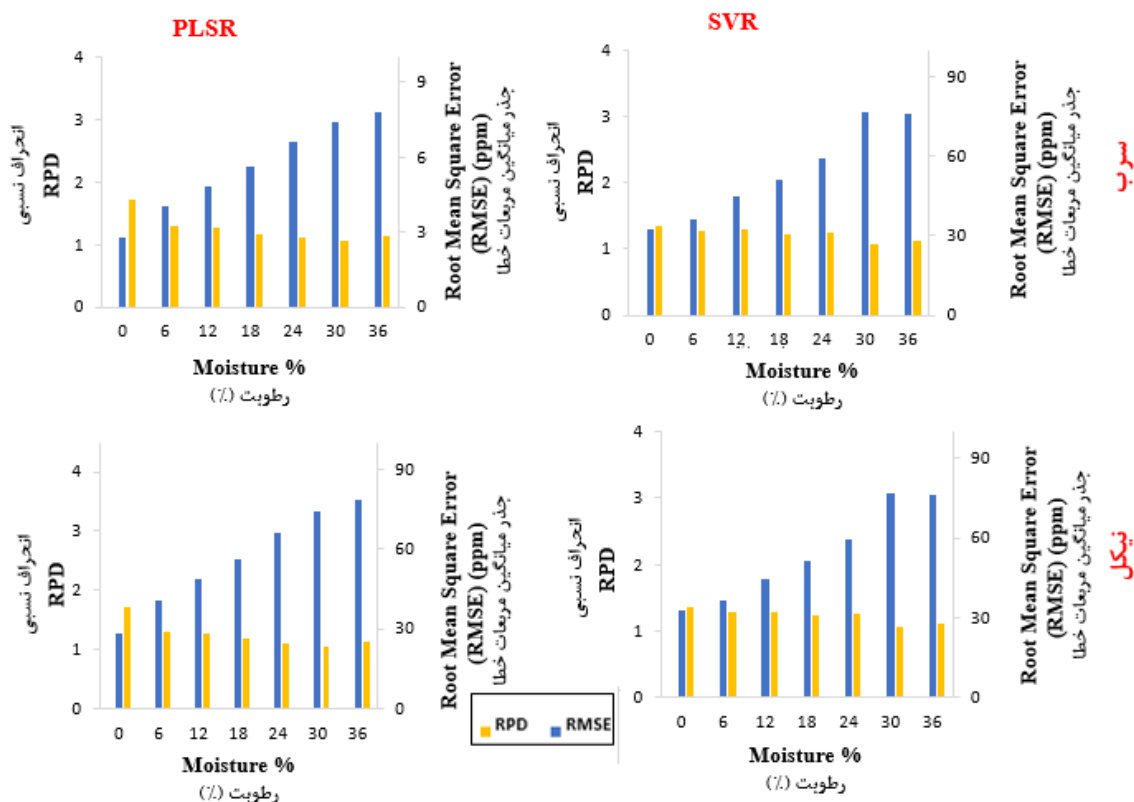 PLSR
SVR
4
3
2
1
0
9
6
3
0
انحراف نسبی
RPD
Root Mean Square Error
(RMSE) (ppm)
جذر میانگین مربعات خطا
0 6 12 18 24 30 36
Moisture %
رطوبت (٪)
4
3
2
1
0
90
60
30
0
انحراف نسبی
RPD
Root Mean Square Error
(RMSE) (ppm)
جذر میانگین مربعات خطا
0 6 12 18 24 30 36
Moisture %
رطوبت (٪)
سرب
4
3
2
1
0
90
60
30
0
انحراف نسبی
RPD
Root Mean Square Error
(RMSE) (ppm)
جذر میانگین مربعات خطا
0 6 12 18 24 30 36
Moisture %
رطوبت (٪)
RPD RMSE
4
3
2
1
0
90
60
30
0
انحراف نسبی
RPD
Root Mean Square Error
(RMSE) (ppm)
جذر میانگین مربعات خطا
0 6 12 18 24 30 36
Moisture %
رطوبت (٪)
نیکل